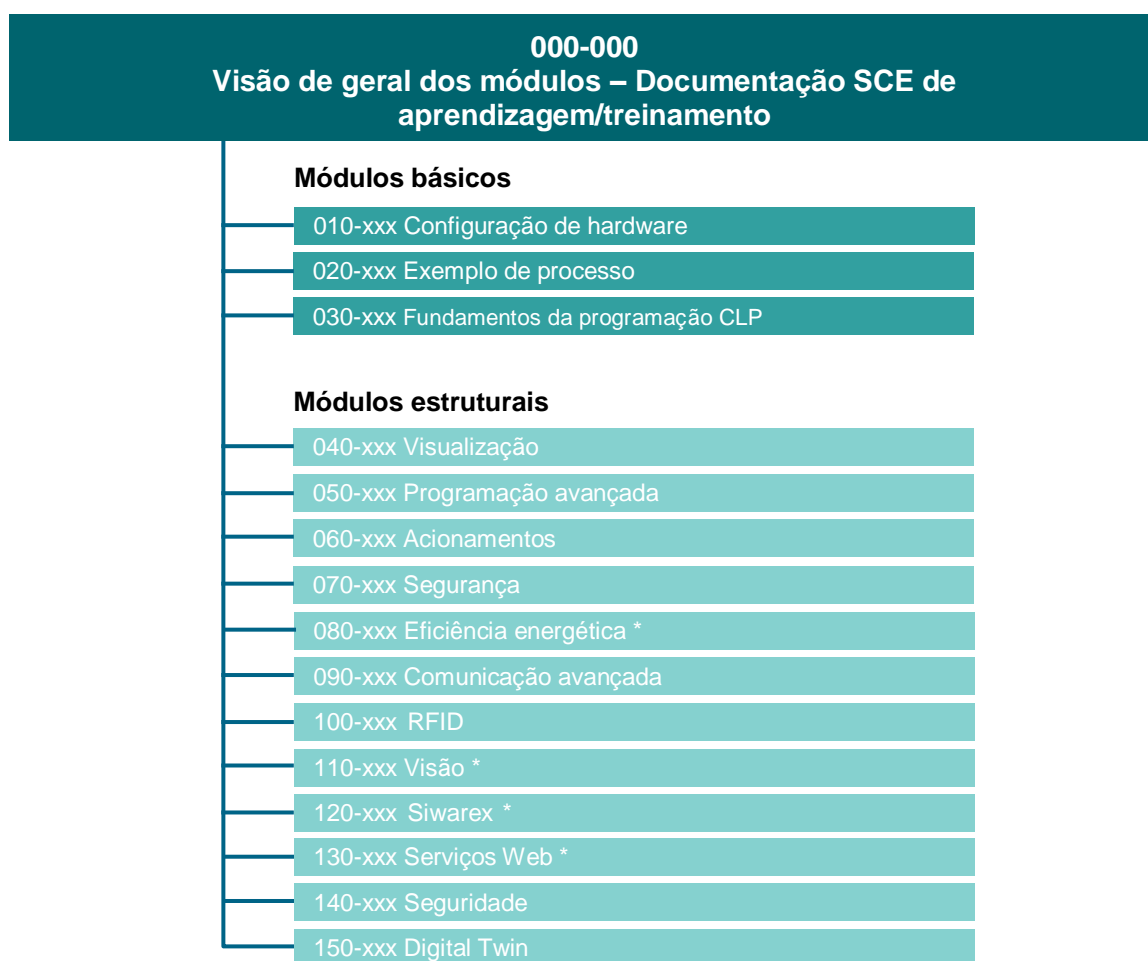 000-000
Visão de geral dos módulos – Documentação SCE de
aprendizagem/treinamento
Módulos básicos
010-xxx Configuração de hardware
020-xxx Exemplo de processo
030-xxx Fundamentos da programação CLP
Módulos estruturais
040-xxx Visualização
050-xxx Programação avançada
060-xxx Acionamentos
070-xxx Segurança
080-xxx Eficiência energética *
090-xxx Comunicação avançada
100-xxx RFID
110-xxx Visão *
120-xxx Siwarex *
130-xxx Serviços Web *
140-xxx Seguridade
150-xxx Digital Twin